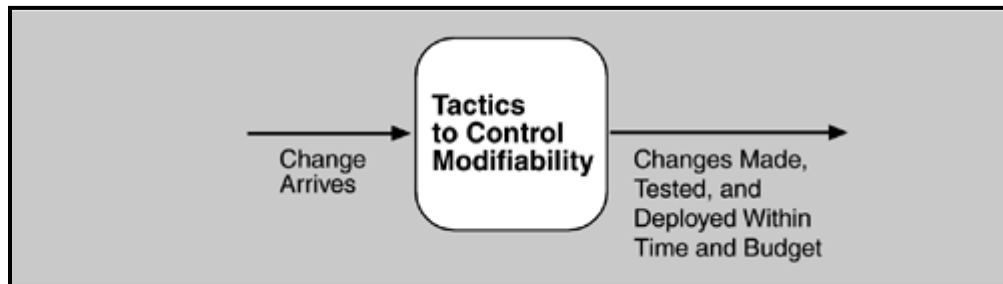 Tactics
to Control
Modifiability
Change
Arrives
Changes Made,
Tested, and
Deployed Within
Time and Budget